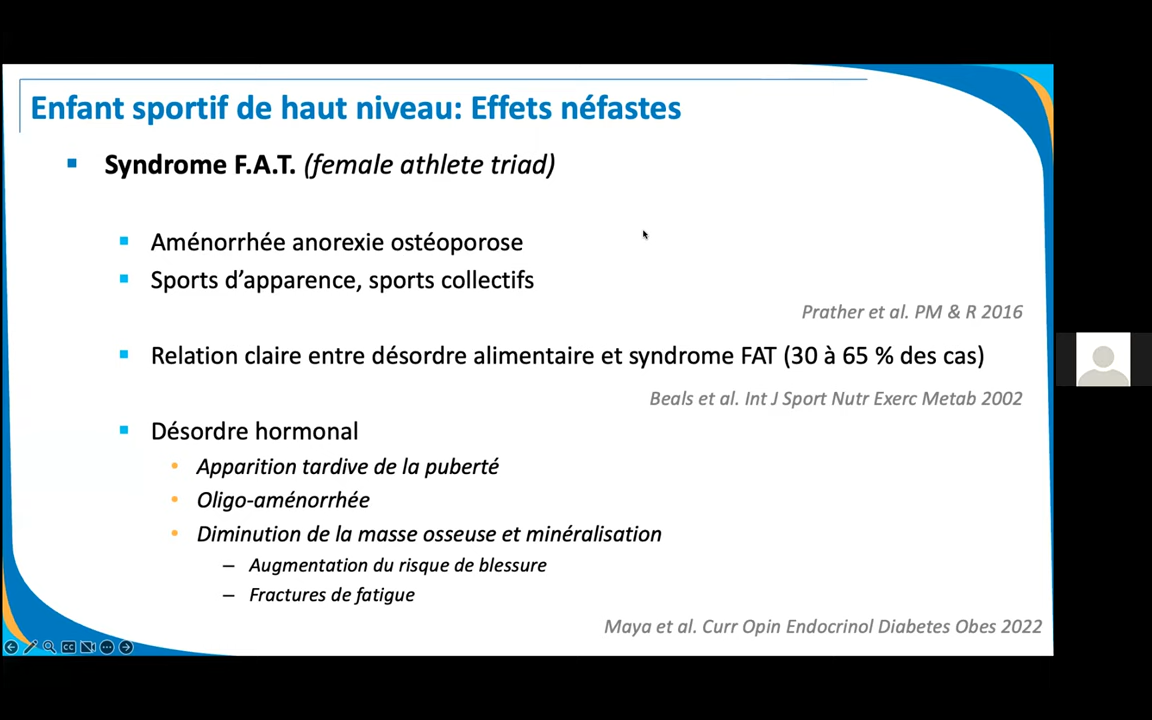 Enfant sportif de haut niveau: Effets néfastes
Syndrome F.A.T. (female athlete triad)
Aménorrhée anorexie ostéoporose
Sports d’apparence, sports collectifs
Prather et al. PM & R 2016
Relation claire entre désordre alimentaire et syndrome FAT (30 à 65 % des cas)
Beals et al. Int J Sport Nutr Exerc Metab 2002
Désordre hormonal
Apparition tardive de la puberté
Oligo-aménorrhée
Diminution de la masse osseuse et minéralisation
– Augmentation du risque de blessure
– Fractures de fatigue
Maya et al. Curr Opin Endocrinol Diabetes Obes 2022
CC